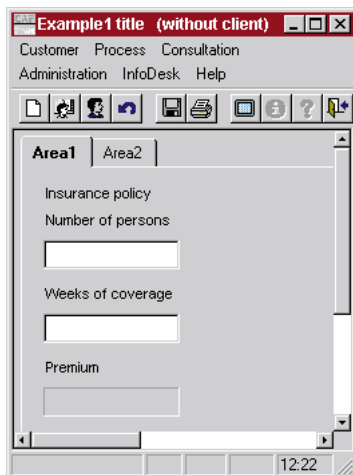 Example1 title (without client)
Customer Process Consultation
Administration InfoDesk Help
Area1 Area2
Insurance policy
Number of persons
Weeks of coverage
Premium
12:22